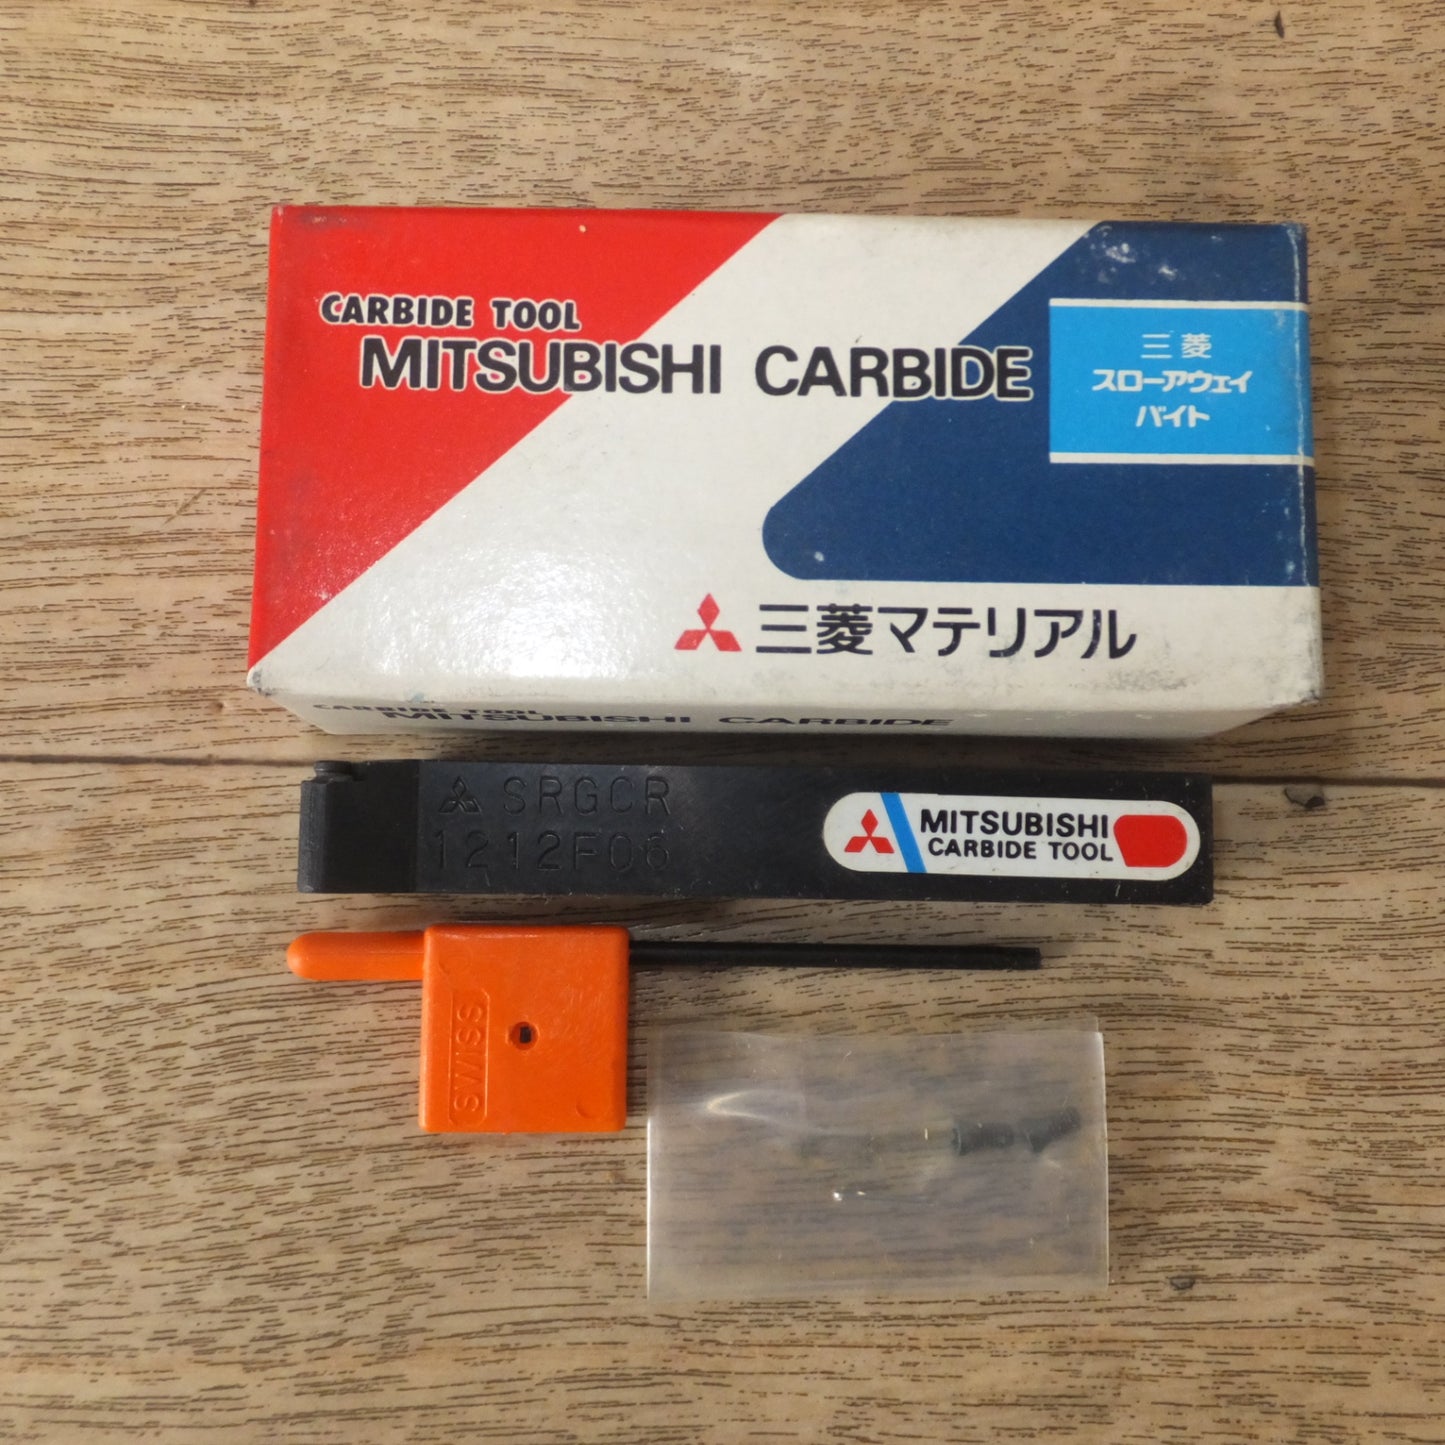 CARBIDE TOOL
MITSUBISHI CARBIDE
三菱
スローアウェイ
バイト
三菱マテリアル
CARBIDE TOOL
MITSUBISHI CARBIDE
SRGCR
1212F06
MITSUBISHI
CARBIDE TOOL
SWISS